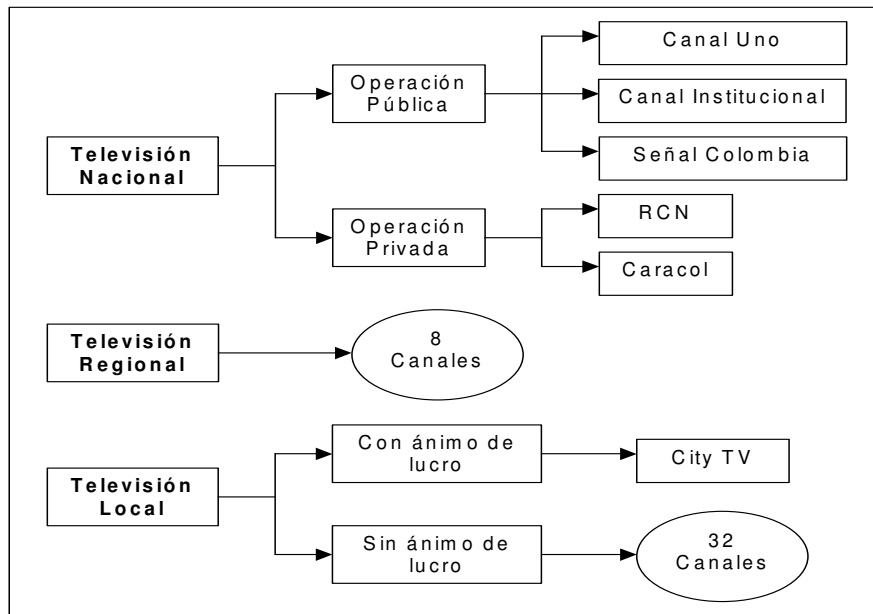 Televisión
Nacional
Operación
Pública
Canal Uno
Canal Institucional
Señal Colombia
Operación
Privada
RCN
Caracol
Televisión
Regional
8
Canales
Televisión
Local
Con ánimo de
lucro
City TV
Sin ánimo de
lucro
32
Canales